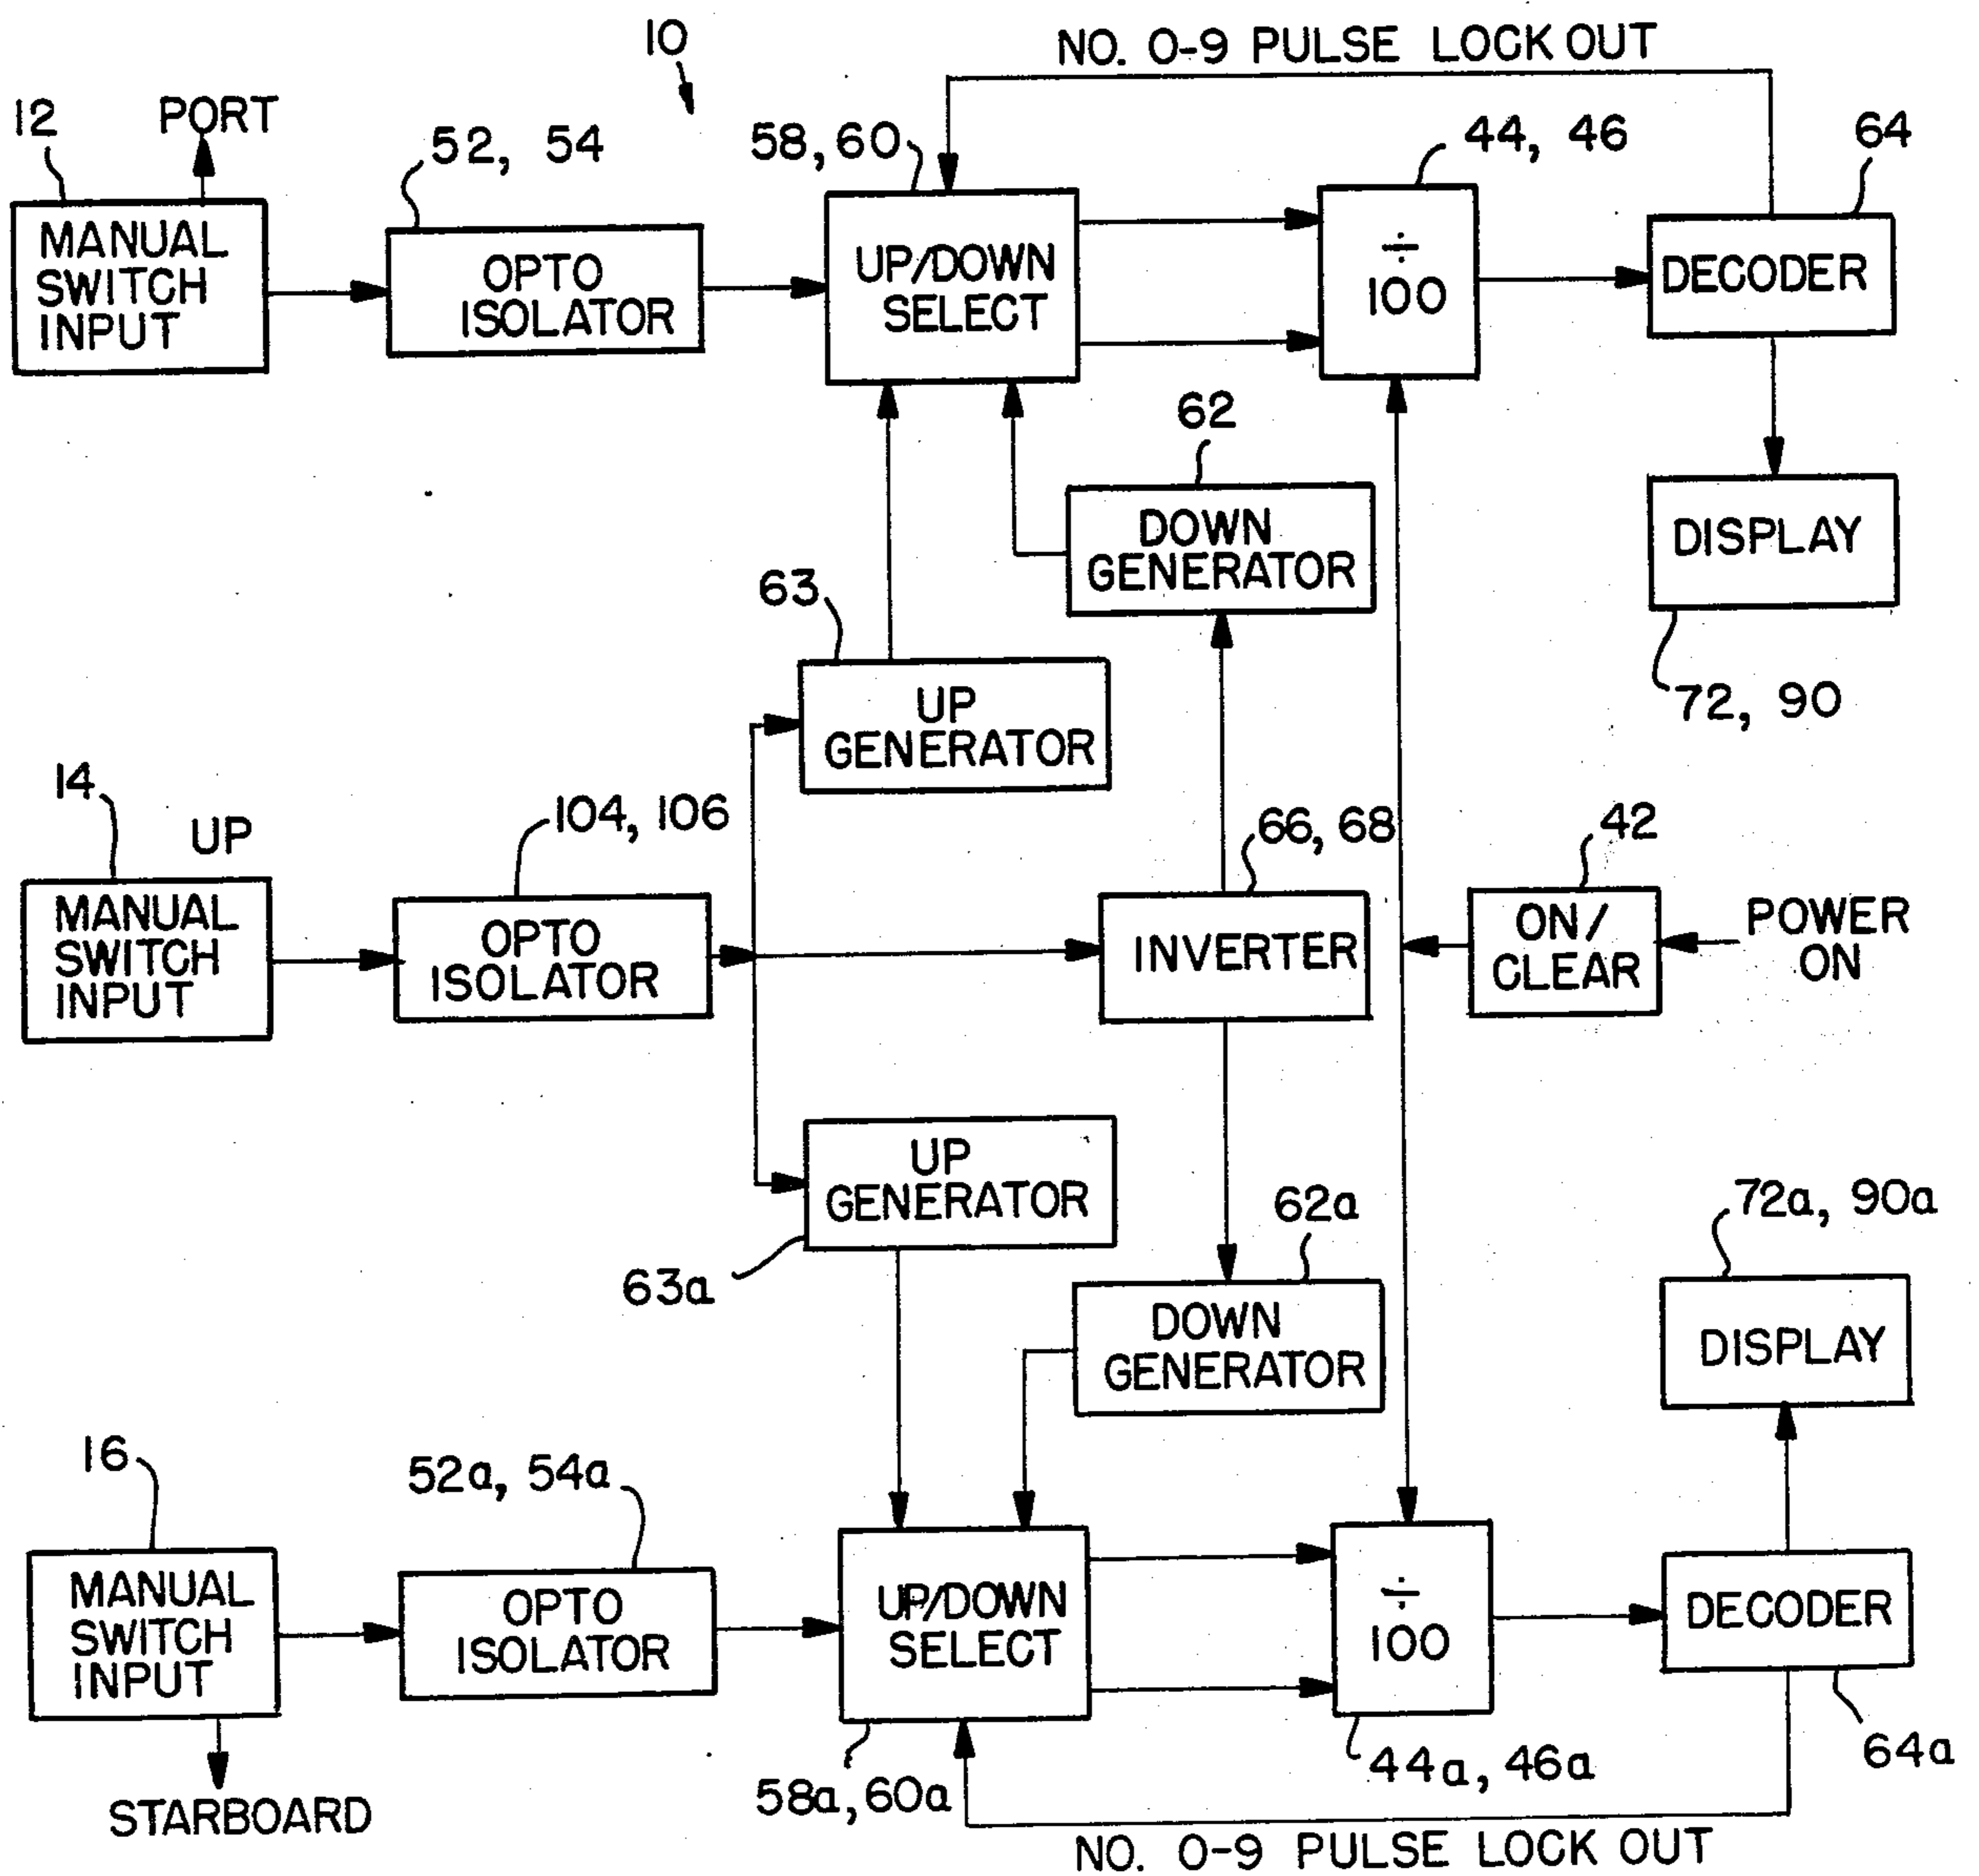 10
NO. 0-9 PULSE LOCK OUT
12
PORT
52, 54
58, 60
44, 46
64
MANUAL
SWITCH
INPUT
OPTO
ISOLATOR
UP/DOWN
SELECT
÷
100
DECODER
62
DOWN
GENERATOR
DISPLAY
63
72, 90
UP
GENERATOR
14
UP
104, 106
66, 68
42
MANUAL
SWITCH
INPUT
OPTO
ISOLATOR
INVERTER
ON/
CLEAR
POWER
ON
UP
GENERATOR
63a
62a
72a, 90a
DOWN
GENERATOR
DISPLAY
16
52a, 54a
MANUAL
SWITCH
INPUT
OPTO
ISOLATOR
UP/DOWN
SELECT
÷
100
DECODER
STARBOARD
58a, 60a
44a, 46a
64a
NO. 0-9 PULSE LOCK OUT